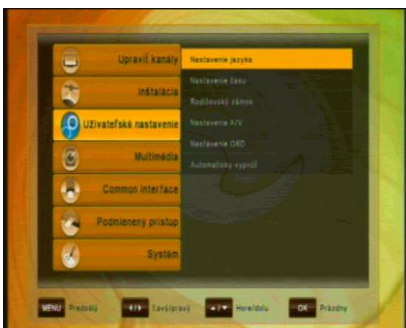 Upraviť kanály
Inštalácia
Užívateľské nastavenie
Multimédia
Common Interface
Podmienený prístup
Systém
Nastavenie jazyka
Nastavenie času
Rodičovský zámok
Nastavenie A/V
Nastavenie OSD
Automaticky vypnúť
MENU Predošlý
Ľavý/pravý
Hore/dolu
OK Prázdny